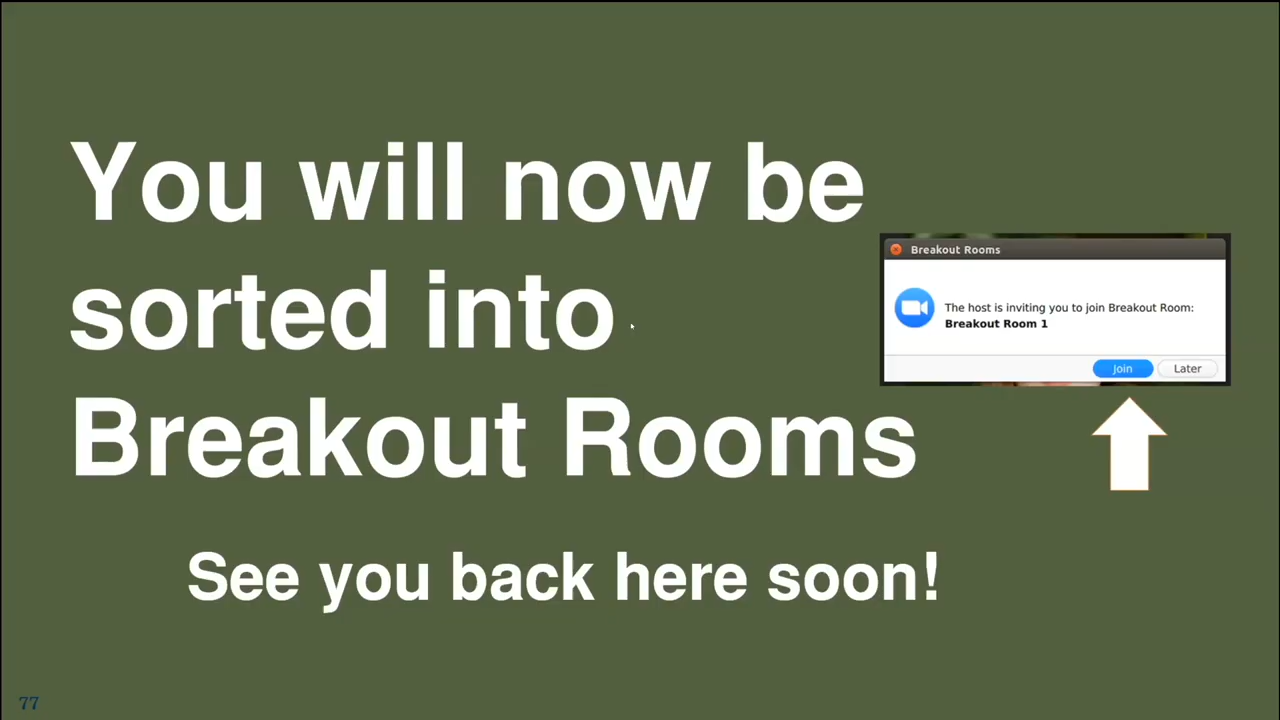 You will now be
sorted into
Breakout Rooms
See you back here soon!
Breakout Rooms
The host is inviting you to join Breakout Room:
Breakout Room 1
Join Later
77